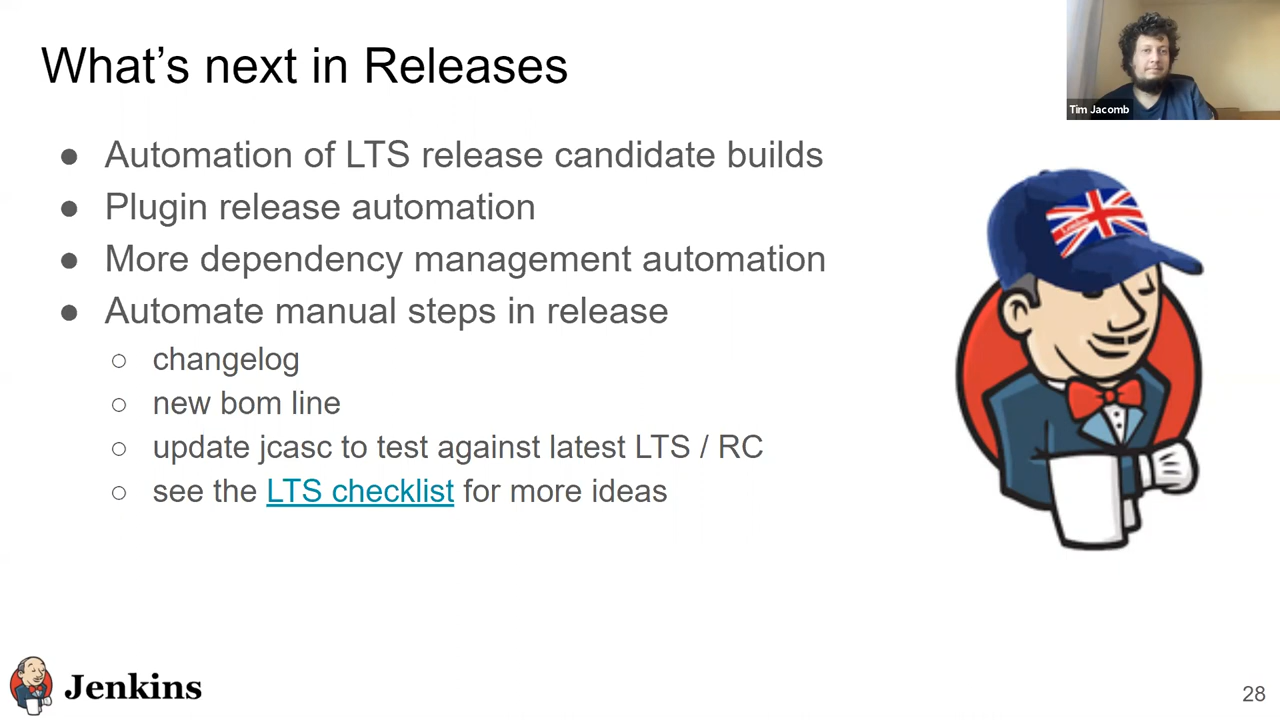 What's next in Releases
Tim Jacomb
● Automation of LTS release candidate builds
● Plugin release automation
● More dependency management automation
● Automate manual steps in release
○ changelog
○ new bom line
○ update jcasc to test against latest LTS / RC
○ see the LTS checklist for more ideas
London
Jenkins
28